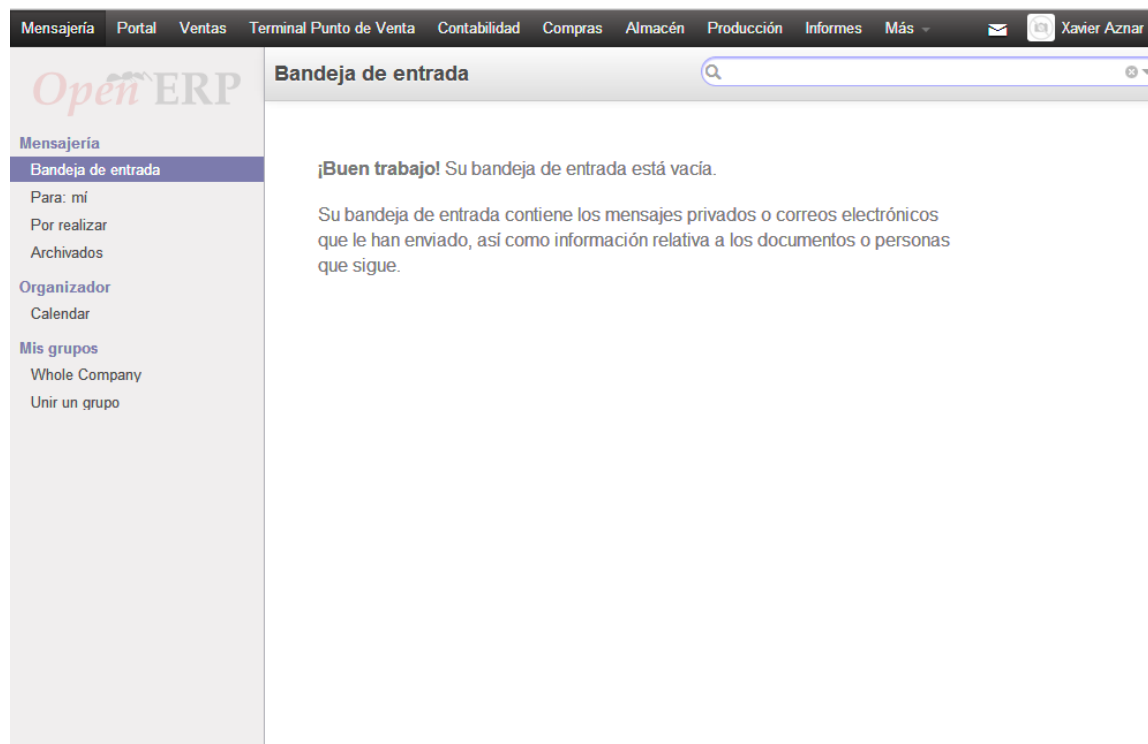 Mensajería Portal Ventas Terminal Punto de Venta Contabilidad Compras Almacén Producción Informes Más Xavier Aznar
Open ERP
Bandeja de entrada
Mensajería
Bandeja de entrada
Para: mí
Por realizar
Archivados
Organizador
Calendar
Mis grupos
Whole Company
Unir un grupo
¡Buen trabajo! Su bandeja de entrada está vacía.
Su bandeja de entrada contiene los mensajes privados o correos electrónicos
que le han enviado, así como información relativa a los documentos o personas
que sigue.